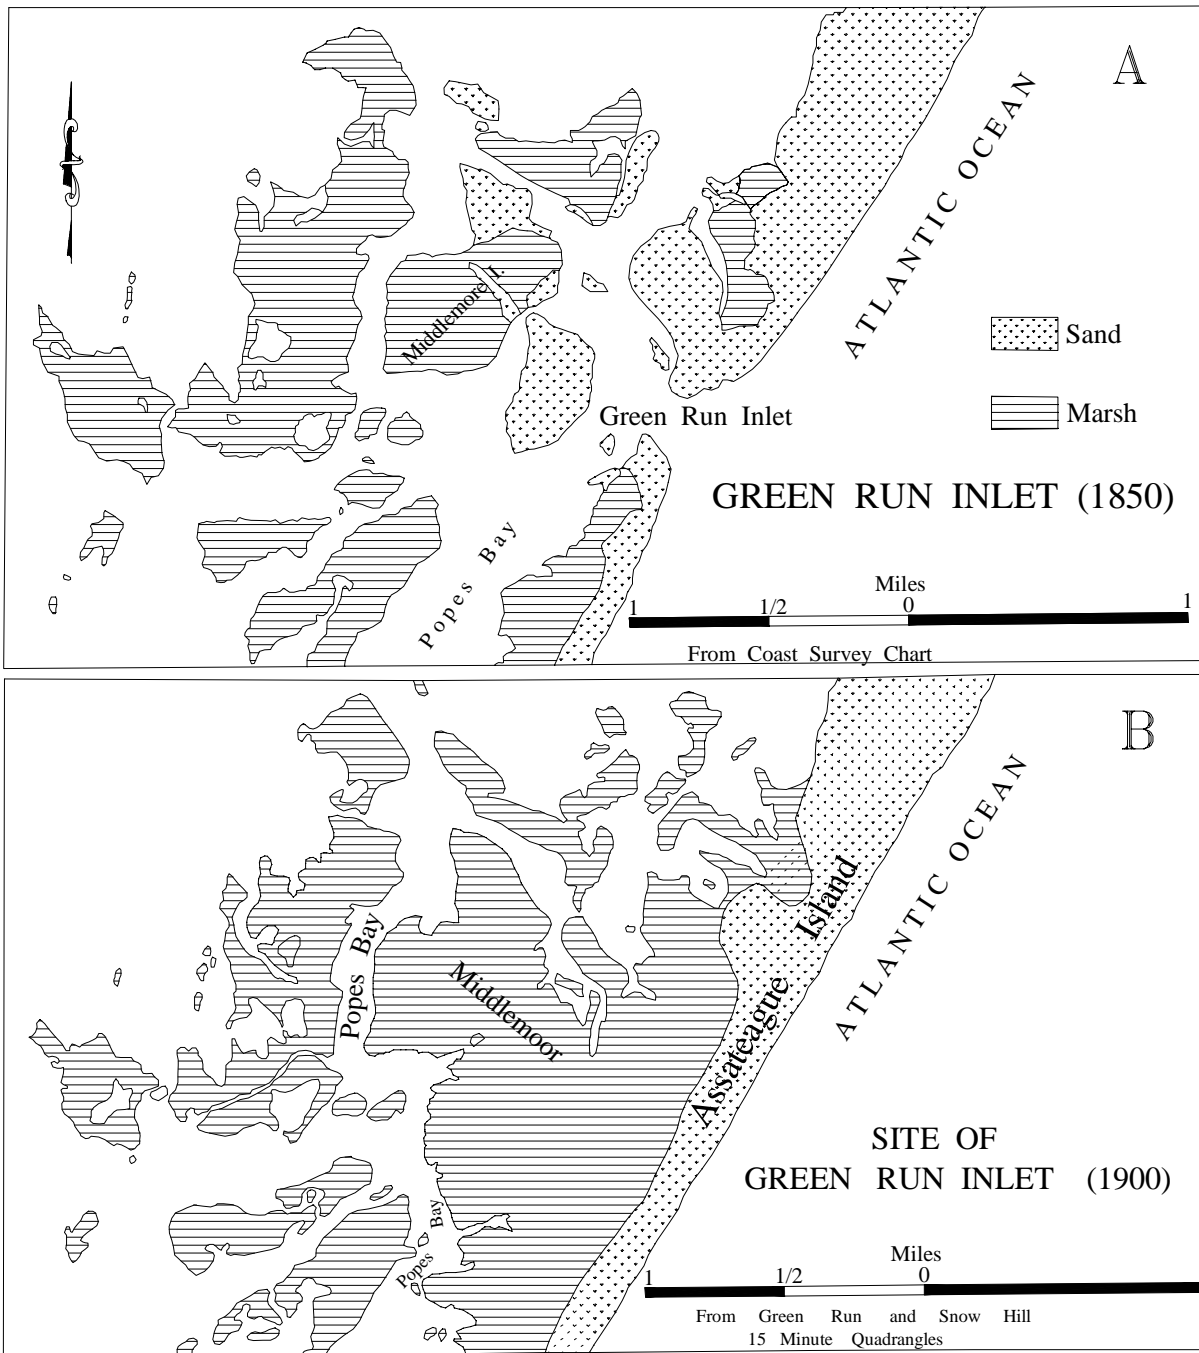 A
ATLANTIC OCEAN
Middlemore I.
Sand
Green Run Inlet
Marsh
GREEN RUN INLET (1850)
Popes Bay
Miles
1 1/2 0 1
From Coast Survey Chart
B
ATLANTIC OCEAN
Assateague Island
Popes Bay
Middlemoor
SITE OF
GREEN RUN INLET (1900)
Popes Bay
Miles
1 1/2 0
From Green Run and Snow Hill
15 Minute Quadrangles